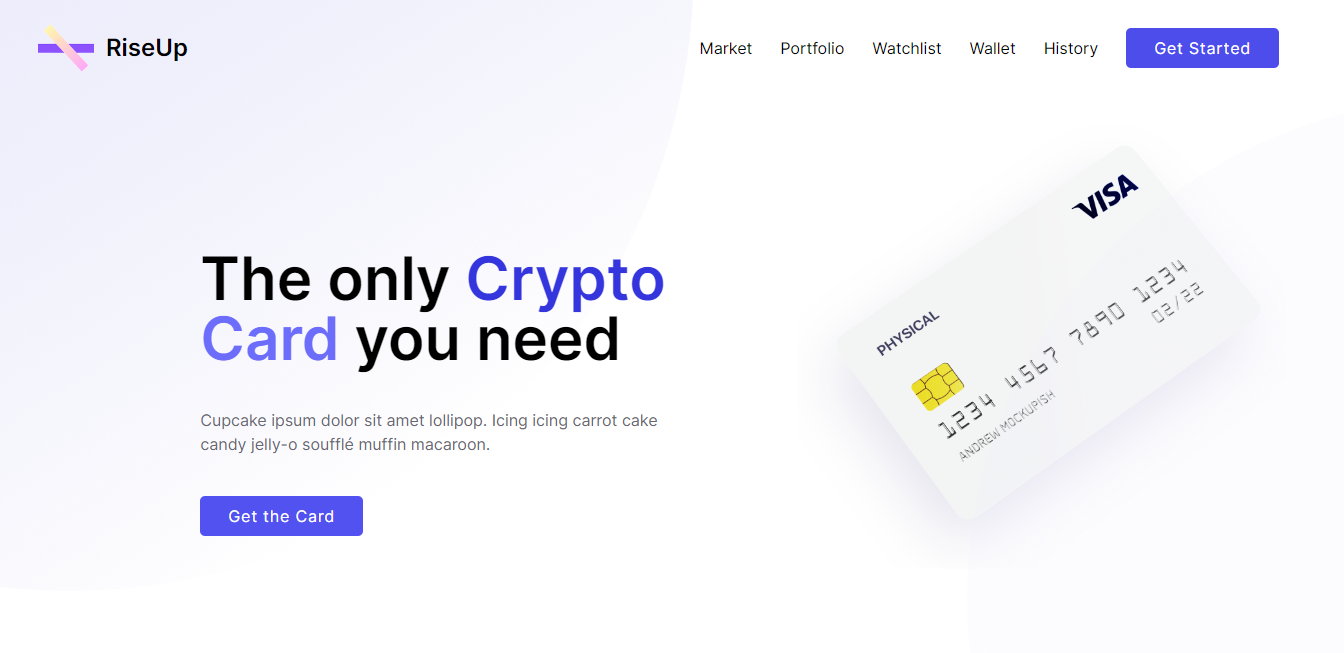 RiseUp
Market Portfolio Watchlist Wallet History Get Started
The only Crypto
Card you need
Cupcake ipsum dolor sit amet lollipop. Icing icing carrot cake
candy jelly-o soufflé muffin macaroon.
Get the Card
VISA
PHYSICAL
1234 4567 7890 1234
02/22
ANDREW MOCKUPISH